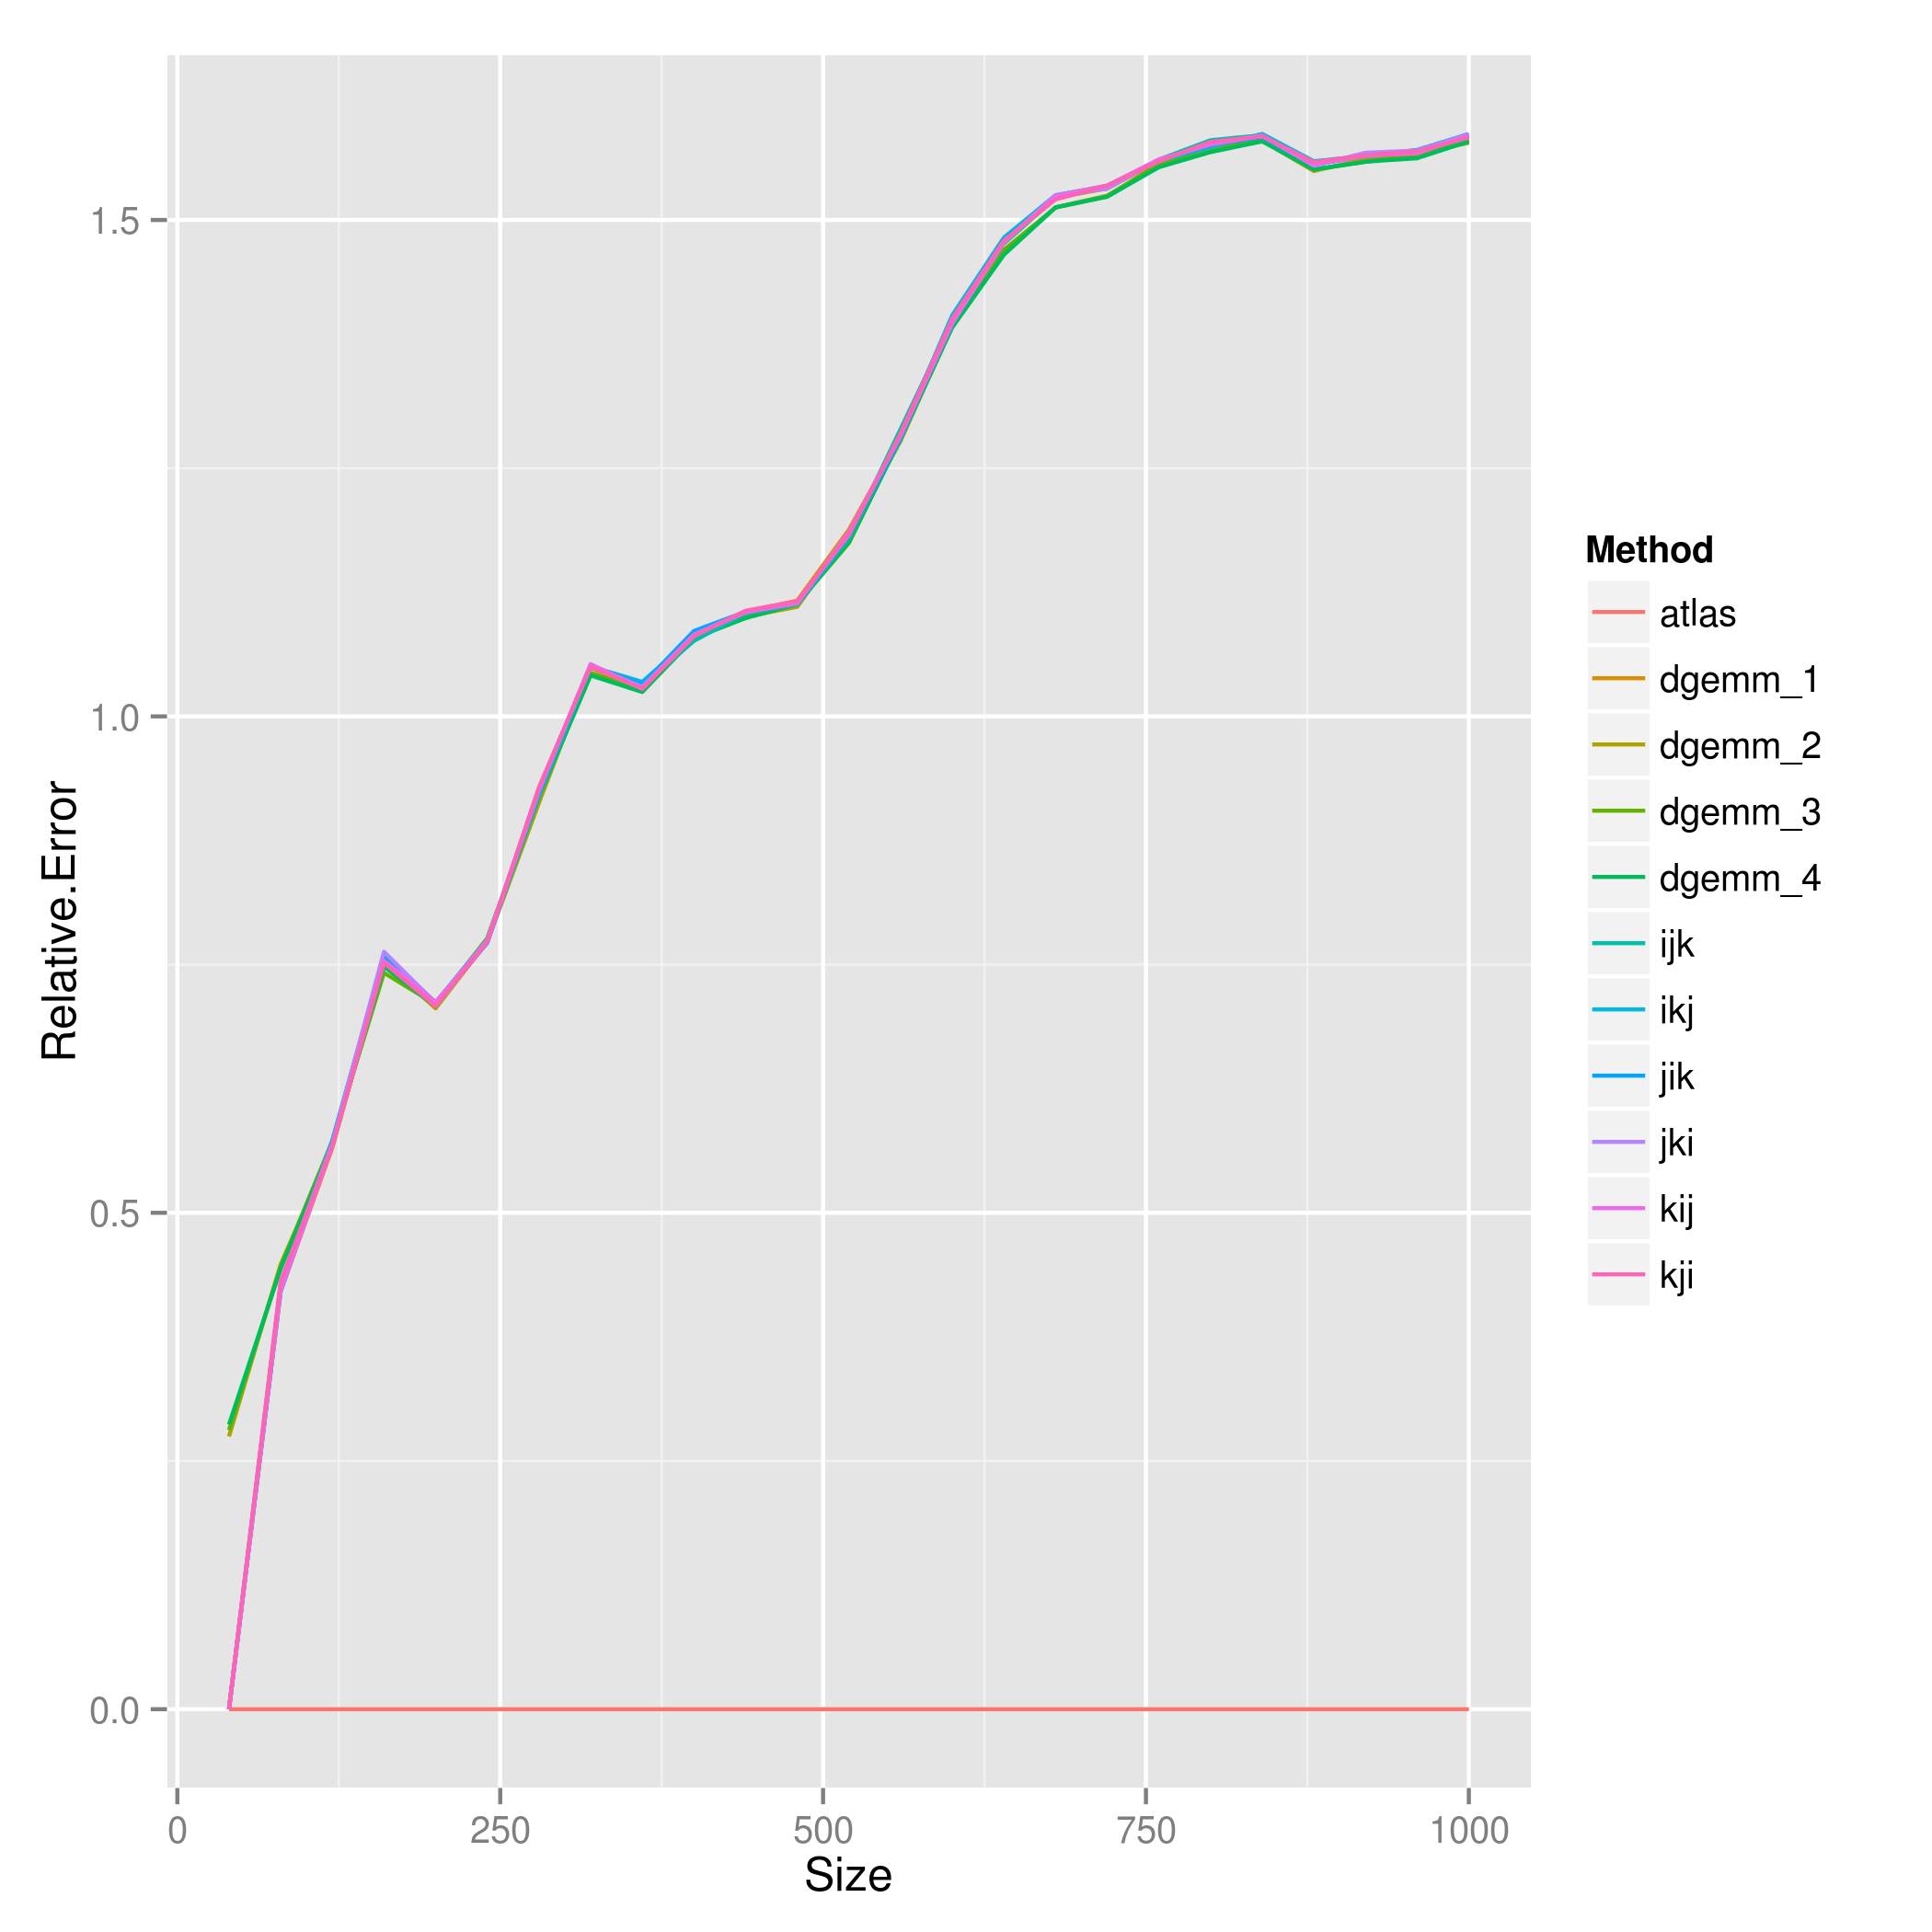 Relative.Error
1.5
1.0
0.5
0.0
0 250 500 750 1000
Size
Method
atlas
dgemm_1
dgemm_2
dgemm_3
dgemm_4
ijk
ikj
jik
jki
kij
kji